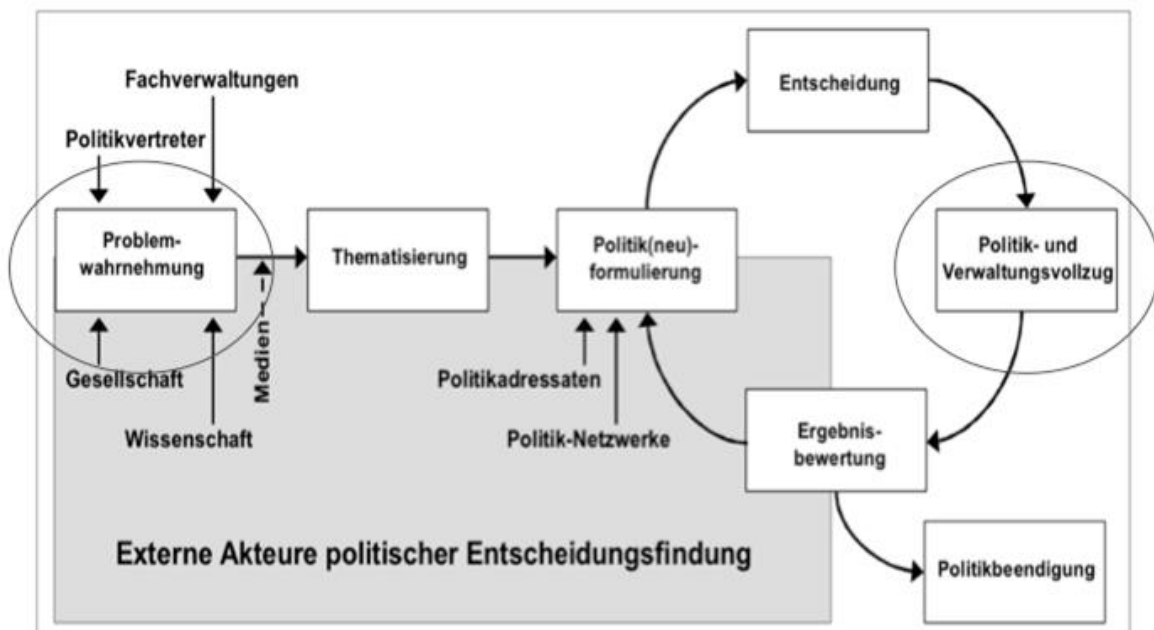 Fachverwaltungen
Politikvertreter
Problem-
wahrnehmung
Gesellschaft
Wissenschaft
Medien
Thematisierung
Politik(neu)-
formulierung
Politikadressaten
Politik-Netzwerke
Entscheidung
Politik- und
Verwaltungsvollzug
Ergebnis-
bewertung
Politikbeendigung
Externe Akteure politischer Entscheidungsfindung